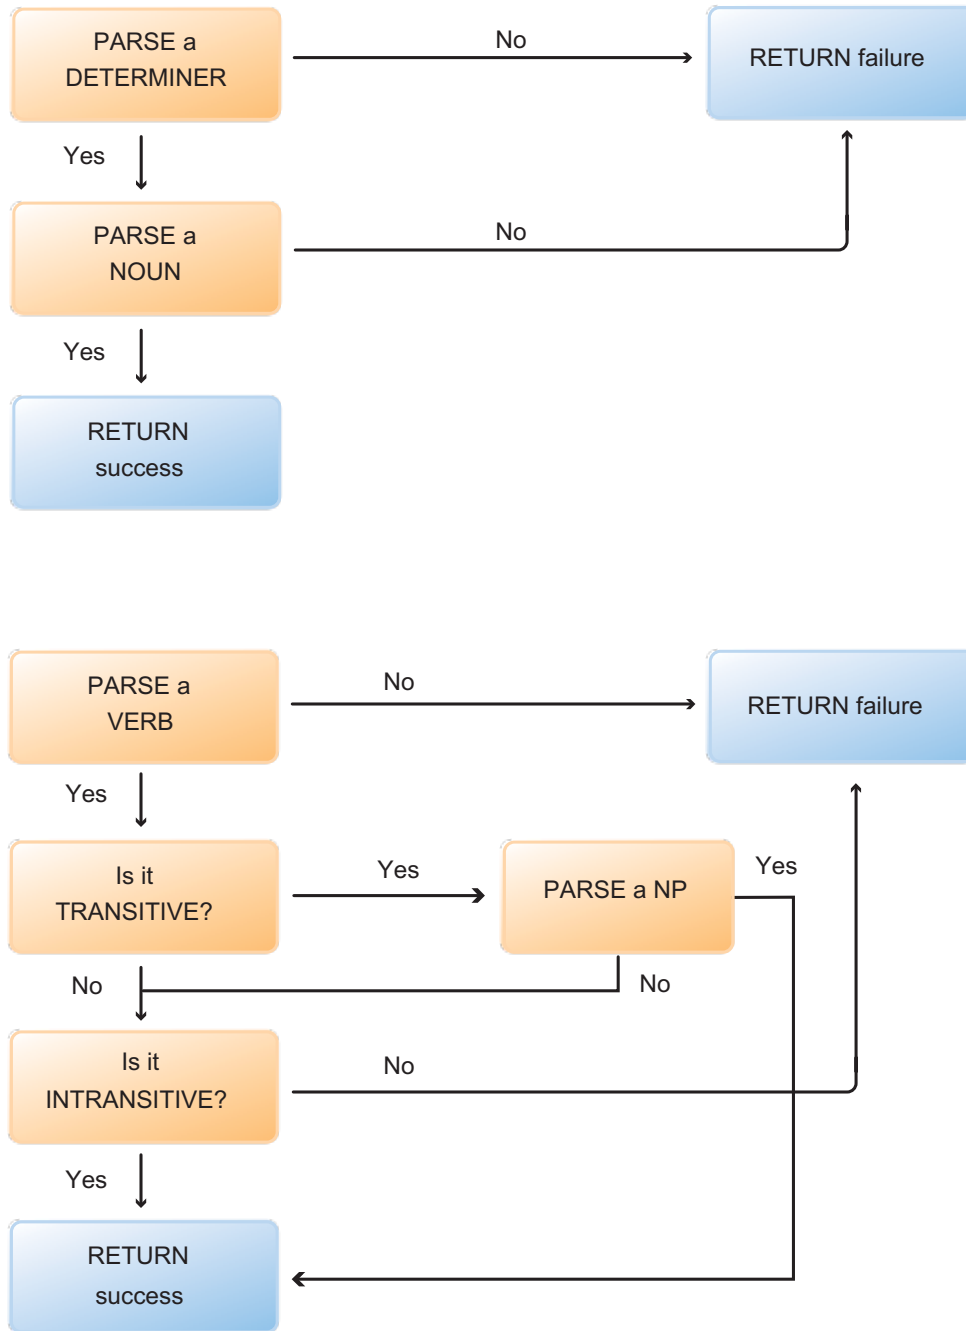 PARSE a
DETERMINER
No
RETURN failure
Yes
PARSE a
NOUN
No
Yes
RETURN
success
PARSE a
VERB
No
RETURN failure
Yes
Is it
TRANSITIVE?
Yes
PARSE a NP
Yes
No
No
Is it
INTRANSITIVE?
No
Yes
RETURN
success